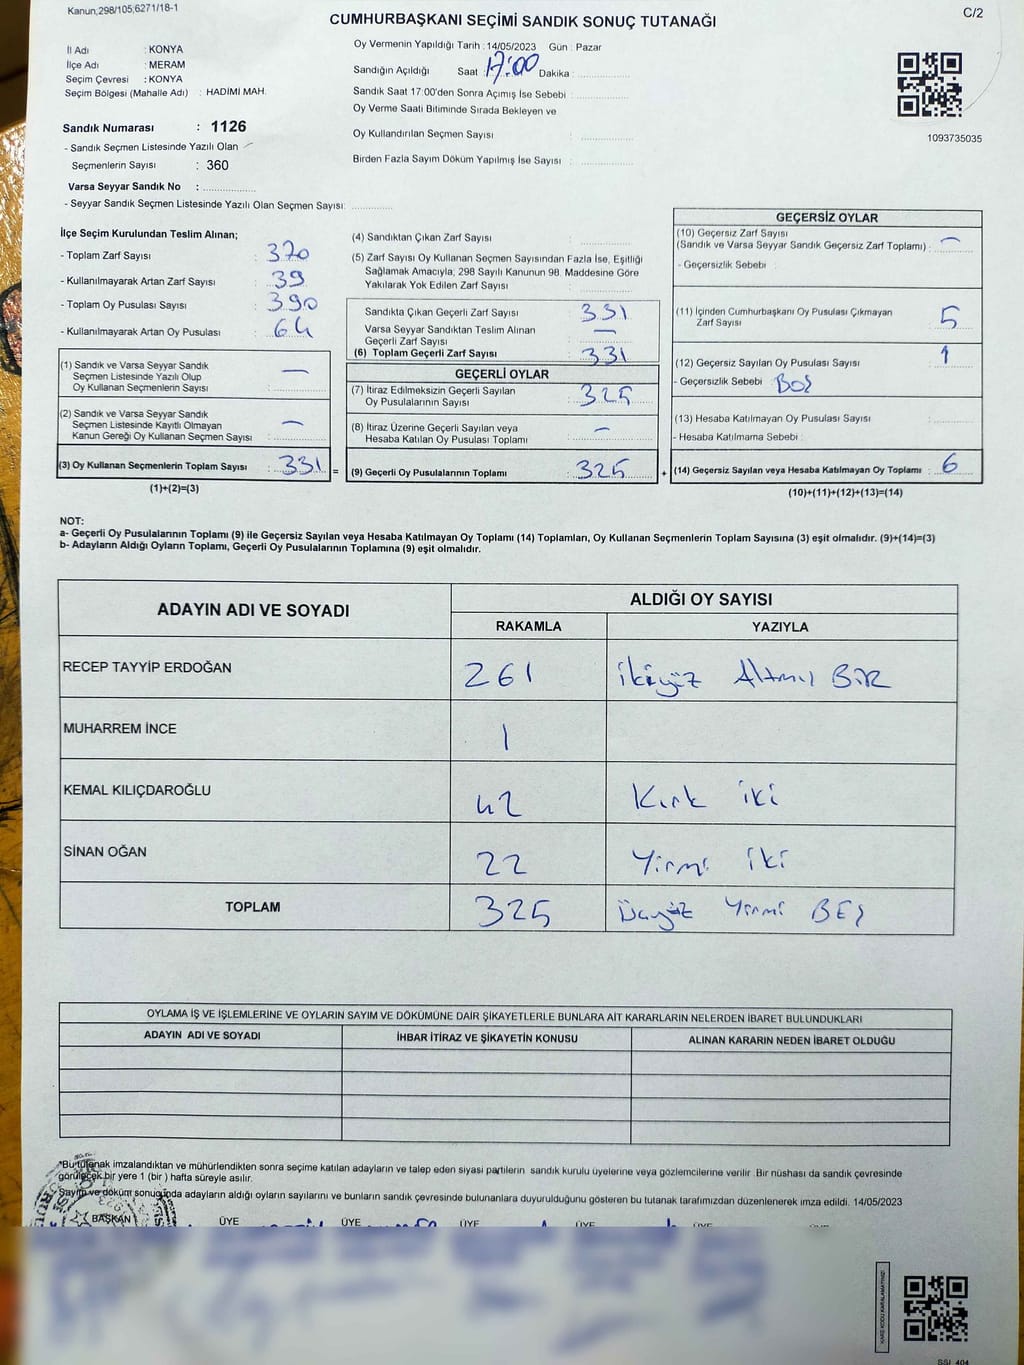 Kanun;298/105;6271/18-1
C/2
CUMHURBAŞKANI SEÇİMİ SANDIK SONUÇ TUTANAĞI
İl Adı : KONYA
İlçe Adı : MERAM
Seçim Çevresi : KONYA
Seçim Bölgesi (Mahalle Adı) : HADIMI MAH.
Sandık Numarası : 1126
- Sandık Seçmen Listesinde Yazılı Olan
Seçmenlerin Sayısı : 360
Varsa Seyyar Sandık No :
- Seyyar Sandık Seçmen Listesinde Yazılı Olan Seçmen Sayısı:
Oy Vermenin Yapıldığı Tarih : 14/05/2023 Gün : Pazar
Sandığın Açıldığı Saat : 17:00 Dakika :
Sandık Saat 17:00'den Sonra Açımış İse Sebebi :
Oy Verme Saati Bitiminde Sırada Bekleyen ve
Oy Kullandırılan Seçmen Sayısı :
Birden Fazla Sayım Döküm Yapılmış İse Sayısı :
1093735035
İlçe Seçim Kurulundan Teslim Alınan;
- Toplam Zarf Sayısı : 370
- Kullanılmayarak Artan Zarf Sayısı : 39
- Toplam Oy Pusulası Sayısı : 390
- Kullanılmayarak Artan Oy Pusulası : 64
(1) Sandık ve Varsa Seyyar Sandık
Seçmen Listesinde Yazılı Olup
Oy Kullanan Seçmenlerin Sayısı : —
(2) Sandık ve Varsa Seyyar Sandık
Seçmen Listesinde Kayıtlı Olmayan
Kanun Gereği Oy Kullanan Seçmen Sayısı : —
(3) Oy Kullanan Seçmenlerin Toplam Sayısı : 331 =
(1)+(2)=(3)
(4) Sandıktan Çıkan Zarf Sayısı :
(5) Zarf Sayısı Oy Kullanan Seçmen Sayısından Fazla İse, Eşitliği
Sağlamak Amacıyla, 298 Sayılı Kanunun 98. Maddesine Göre
Yakılarak Yok Edilen Zarf Sayısı :
Sandıkta Çıkan Geçerli Zarf Sayısı : 331
Varsa Seyyar Sandıktan Teslim Alınan
Geçerli Zarf Sayısı : —
(6) Toplam Geçerli Zarf Sayısı : 331
GEÇERLİ OYLAR
(7) İtiraz Edilmeksizin Geçerli Sayılan
Oy Pusulalarının Sayısı : 325
(8) İtiraz Üzerine Geçerli Sayılan veya
Hesaba Katılan Oy Pusulası Toplamı : —
(9) Geçerli Oy Pusulalarının Toplamı : 325 +
GEÇERSİZ OYLAR
(10) Geçersiz Zarf Sayısı
(Sandık ve Varsa Seyyar Sandık Geçersiz Zarf Toplamı) : —
- Geçersizlik Sebebi :
(11) İçinden Cumhurbaşkanı Oy Pusulası Çıkmayan
Zarf Sayısı : 5
(12) Geçersiz Sayılan Oy Pusulası Sayısı : 1
- Geçersizlik Sebebi : BOŞ
(13) Hesaba Katılmayan Oy Pusulası Sayısı :
- Hesaba Katılmama Sebebi :
(14) Geçersiz Sayılan veya Hesaba Katılmayan Oy Toplamı : 6
(10)+(11)+(12)+(13)=(14)
NOT:
a- Geçerli Oy Pusulalarının Toplamı (9) ile Geçersiz Sayılan veya Hesaba Katılmayan Oy Toplamı (14) Toplamları, Oy Kullanan Seçmenlerin Toplam Sayısına (3) eşit olmalıdır. (9)+(14)=(3)
b- Adayların Aldığı Oyların Toplamı, Geçerli Oy Pusulalarının Toplamına (9) eşit olmalıdır.
ADAYIN ADI VE SOYADI
ALDIĞI OY SAYISI
RAKAMLA YAZIYLA
RECEP TAYYİP ERDOĞAN 261 ikiyüz Altmış BİR
MUHARREM İNCE 1
KEMAL KILIÇDAROĞLU 42 Kırk iki
SİNAN OĞAN 22 Yirmi iki
TOPLAM 325 Üçyüz Yirmi BEŞ
OYLAMA İŞ VE İŞLEMLERİNE VE OYLARIN SAYIM VE DÖKÜMÜNE DAİR ŞİKAYETLERLE BUNLARA AİT KARARLARIN NELERDEN İBARET BULUNDUKLARI
ADAYIN ADI VE SOYADI İHBAR İTİRAZ VE ŞİKAYETİN KONUSU ALINAN KARARIN NEDEN İBARET OLDUĞU
*Bu tutanak imzalandıktan ve mühürlendikten sonra seçime katılan adayların ve talep eden siyasi partilerin sandık kurulu üyelerine veya gözlemcilerine verilir. Bir nüshası da sandık çevresinde
görülecek bir yere 1 (bir) hafta süreyle asılır.
Sayım ve döküm sonucunda adayların aldığı oyların sayılarını ve bunların sandık çevresinde bulunanlara duyurulduğunu gösteren bu tutanak tarafımızdan düzenlenerek imza edildi. 14/05/2023
BAŞKAN ÜYE ÜYE ÜYE ÜYE ÜYE ÜYE